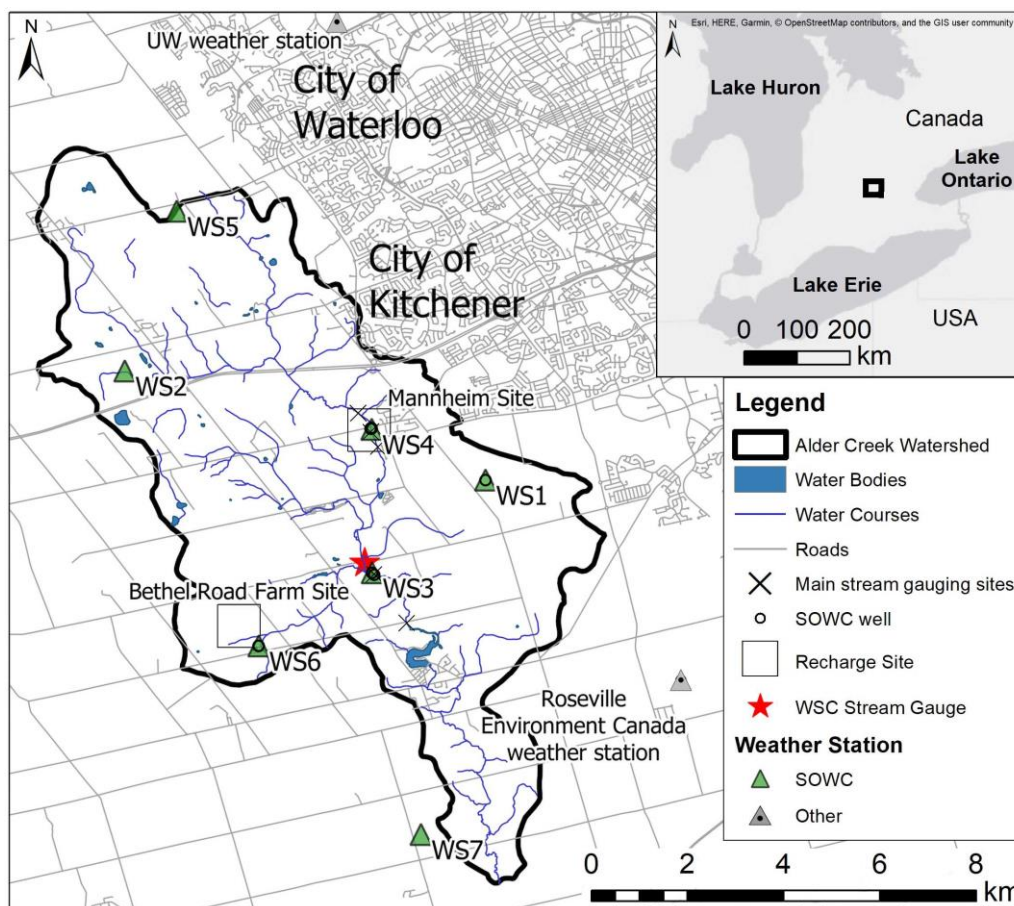 N
UW weather station
City of
Waterloo
WS5
City of
Kitchener
WS2
Mannheim Site
WS4
WS1
Bethel Road Farm Site
WS3
WS6
Roseville
Environment Canada
weather station
WS7
N
Esri, HERE, Garmin, © OpenStreetMap contributors, and the GIS user community
Lake Huron
Canada
Lake
Ontario
Lake Erie
USA
0 100 200
km
Legend
Alder Creek Watershed
Water Bodies
Water Courses
Roads
Main stream gauging sites
SOWC well
Recharge Site
WSC Stream Gauge
Weather Station
SOWC
Other
0 2 4 6 8
km